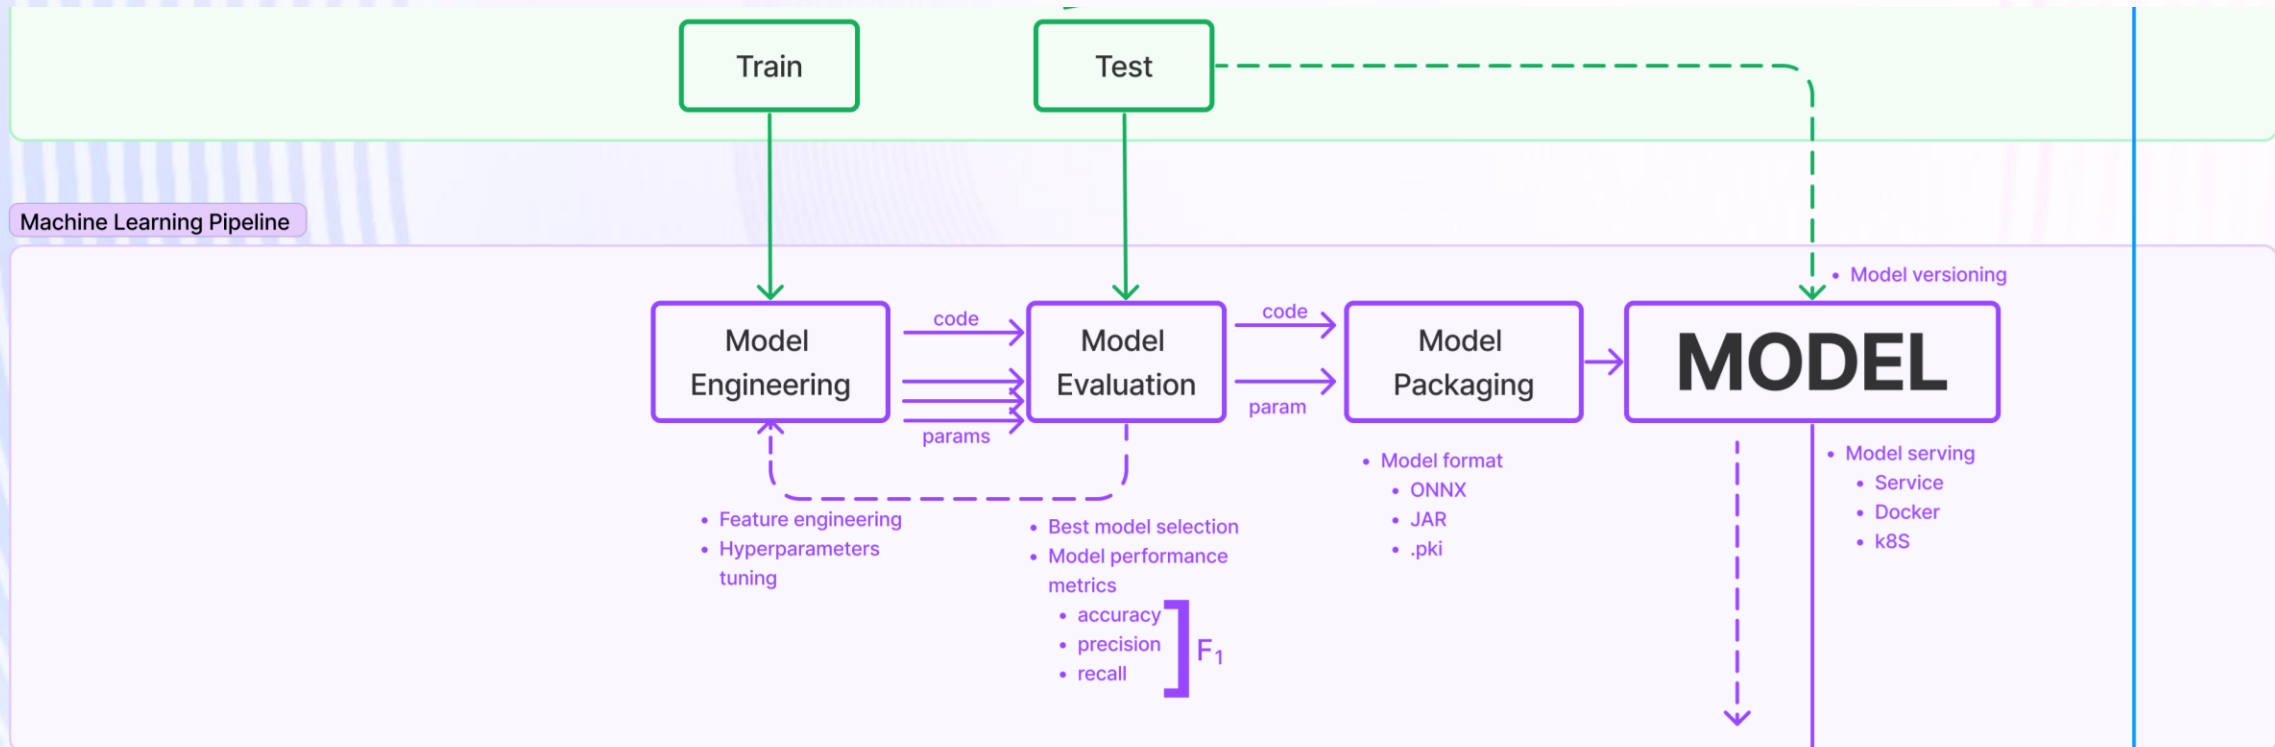 Train
Test
Machine Learning Pipeline
• Model versioning
Model
Engineering
code
params
Model
Evaluation
code
param
Model
Packaging
MODEL
• Feature engineering
• Hyperparameters
tuning
• Best model selection
• Model performance
metrics
• accuracy
• precision
• recall
F₁
• Model format
• ONNX
• JAR
• .pki
• Model serving
• Service
• Docker
• k8S